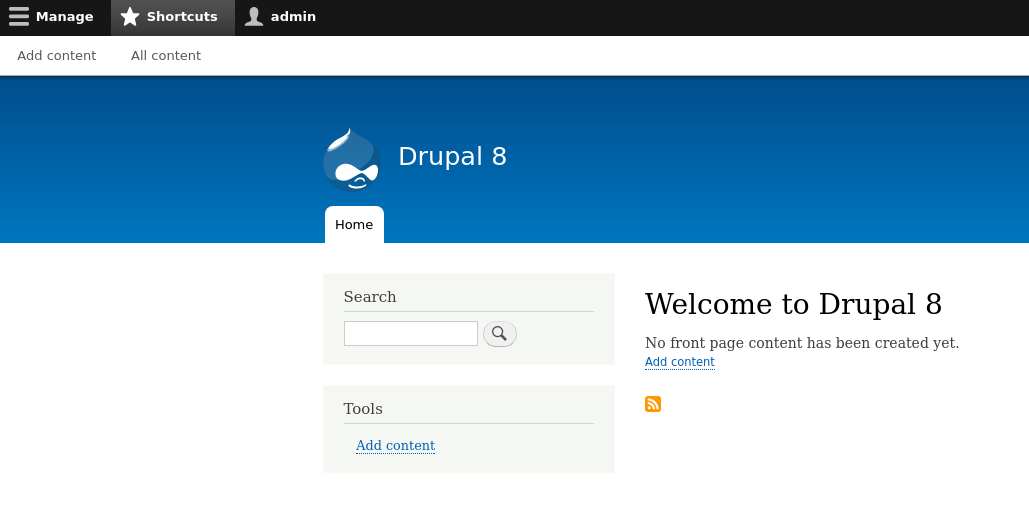 Manage Shortcuts admin
Add content All content
Drupal 8
Home
Search
Tools
Add content
Welcome to Drupal 8
No front page content has been created yet.
Add content